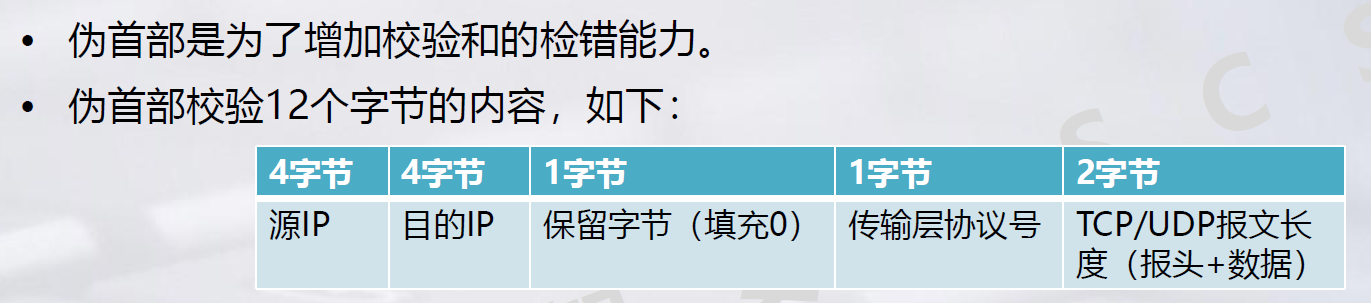 • 伪首部是为了增加校验和的检错能力。
• 伪首部校验12个字节的内容，如下：
4字节 4字节 1字节 1字节 2字节
源IP 目的IP 保留字节（填充0） 传输层协议号 TCP/UDP报文长
度（报头+数据）
S C S